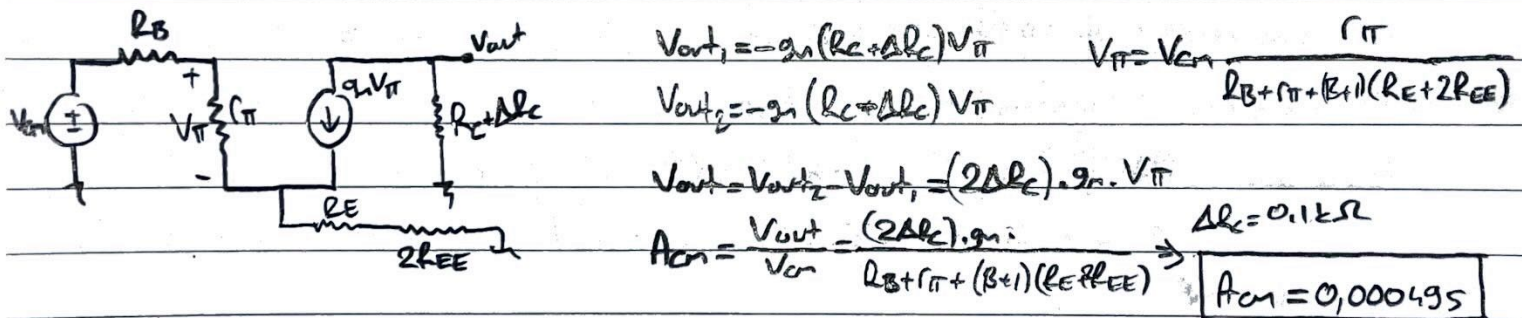 RB
Vout
+
Vcm
±
Vπ
rπ
gmVπ
RC+ΔRC
-
RE
2REE
Vout₁=-gm(RC+ΔRC)Vπ
Vπ=Vcm rπ / RB+rπ+(β+1)(RE+2REE)
Vout₂=-gm(RC-ΔRC)Vπ
Vout=Vout₂-Vout₁=(2ΔRC).gm.Vπ
ΔRC=0.1kΩ
Acm = Vout / Vcm = (2ΔRC).gm. / RB+rπ+(β+1)(RE+2REE) ⇒
Acm=0,000495